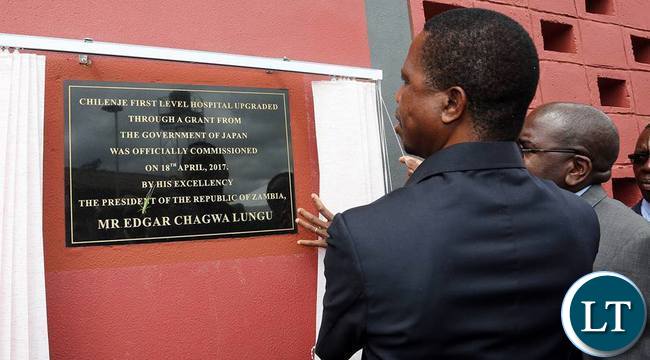 CHILENJE FIRST LEVEL HOSPITAL UPGRADED
THROUGH A GRANT FROM
THE GOVERNMENT OF JAPAN
WAS OFFICIALLY COMMISSIONED
ON 18TH APRIL, 2017.
BY HIS EXCELLENCY
THE PRESIDENT OF THE REPUBLIC OF ZAMBIA,
MR EDGAR CHAGWA LUNGU
LT